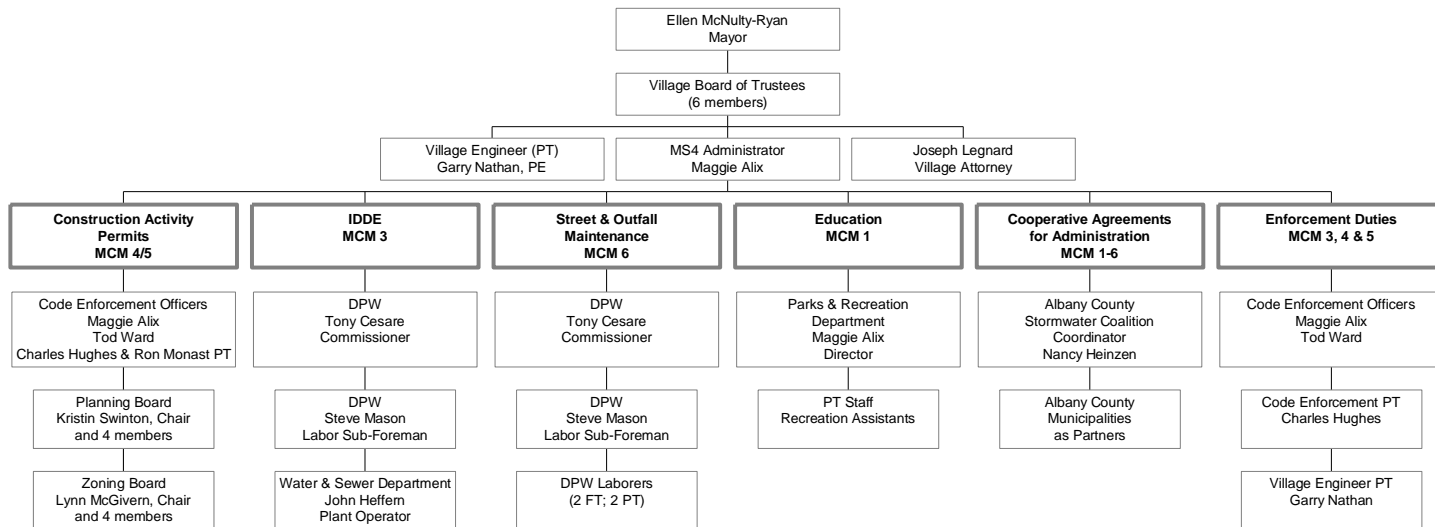 Ellen McNulty-Ryan
Mayor
Village Board of Trustees
(6 members)
Village Engineer (PT)
Garry Nathan, PE
MS4 Administrator
Maggie Alix
Joseph Legnard
Village Attorney
Construction Activity
Permits
MCM 4/5
IDDE
MCM 3
Street & Outfall
Maintenance
MCM 6
Education
MCM 1
Cooperative Agreements
for Administration
MCM 1-6
Enforcement Duties
MCM 3, 4 & 5
Code Enforcement Officers
Maggie Alix
Tod Ward
Charles Hughes & Ron Monast PT
DPW
Tony Cesare
Commissioner
DPW
Tony Cesare
Commissioner
Parks & Recreation
Department
Maggie Alix
Director
Albany County
Stormwater Coalition
Coordinator
Nancy Heinzen
Code Enforcement Officers
Maggie Alix
Tod Ward
Planning Board
Kristin Swinton, Chair
and 4 members
DPW
Steve Mason
Labor Sub-Foreman
DPW
Steve Mason
Labor Sub-Foreman
PT Staff
Recreation Assistants
Albany County
Municipalities
as Partners
Code Enforcement PT
Charles Hughes
Zoning Board
Lynn McGivern, Chair
and 4 members
Water & Sewer Department
John Heffern
Plant Operator
DPW Laborers
(2 FT; 2 PT)
Village Engineer PT
Garry Nathan